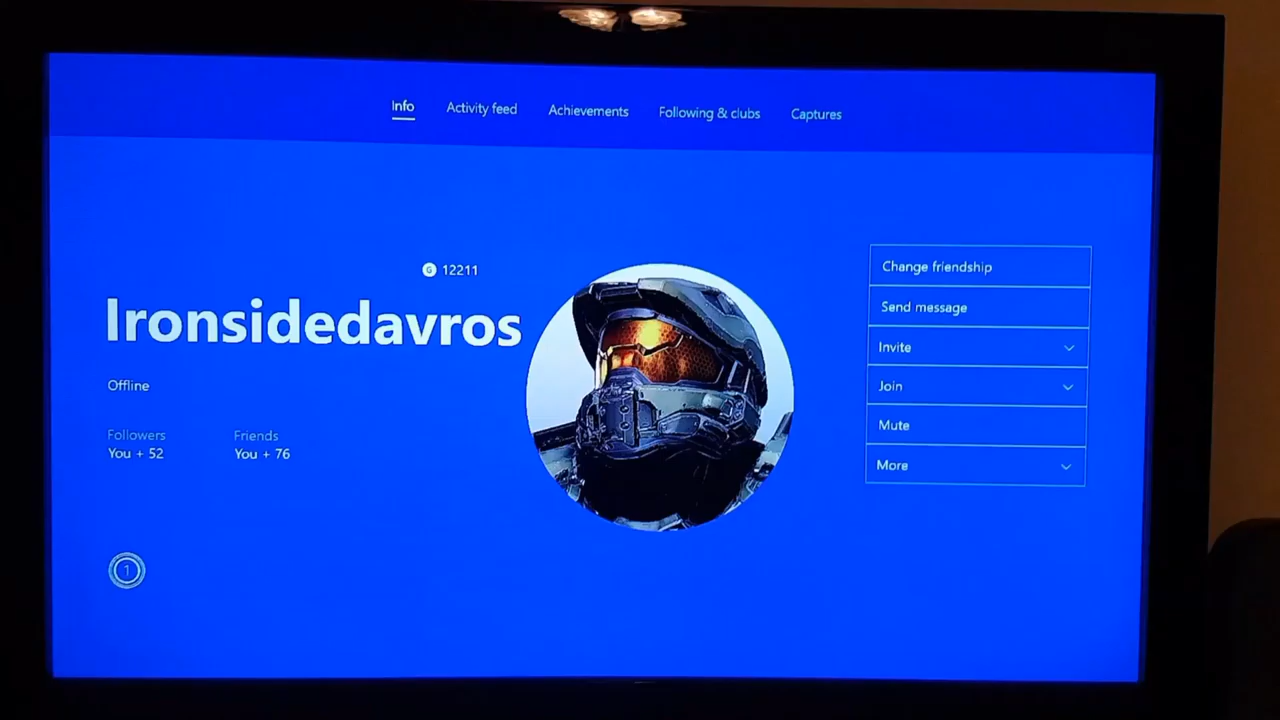 Info Activity feed Achievements Following & clubs Captures
G 12211
Ironsidedavros
Offline
Followers Friends
You + 52 You + 76
1
Change friendship
Send message
Invite
Join
Mute
More